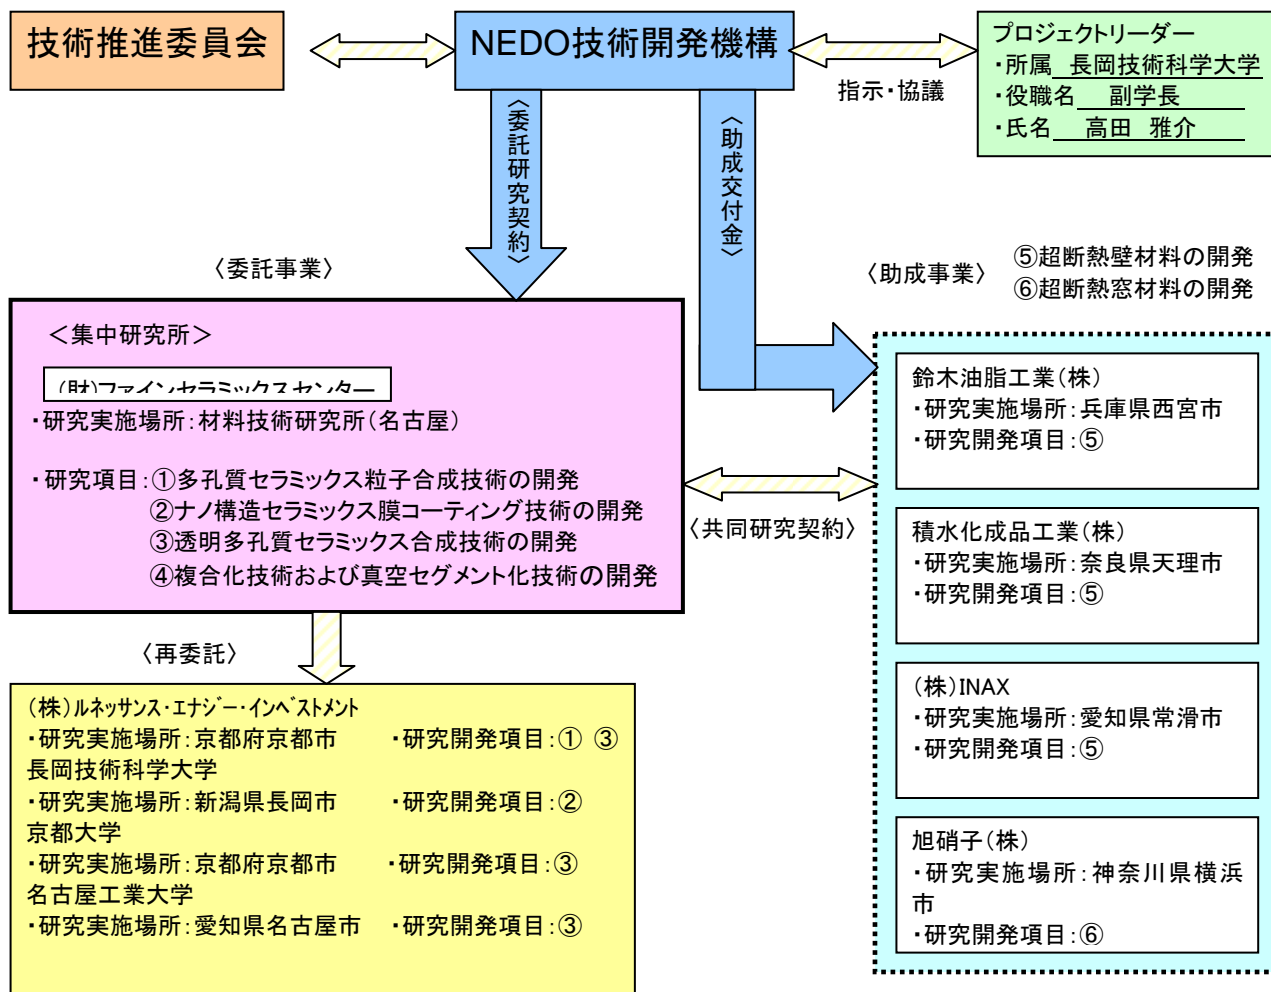 技術推進委員会
NEDO技術開発機構
プロジェクトリーダー
・所属 長岡技術科学大学
・役職名 副学長
・氏名 高田 雅介
指示・協議
〈委託研究契約〉
〈助成交付金〉
〈委託事業〉
〈助成事業〉
⑤超断熱壁材料の開発
⑥超断熱窓材料の開発
＜集中研究所＞
(財)ファインセラミックスセンター
・研究実施場所：材料技術研究所（名古屋）
・研究項目：①多孔質セラミックス粒子合成技術の開発
②ナノ構造セラミックス膜コーティング技術の開発
③透明多孔質セラミックス合成技術の開発
④複合化技術および真空セグメント化技術の開発
〈共同研究契約〉
鈴木油脂工業(株)
・研究実施場所：兵庫県西宮市
・研究開発項目：⑤
積水化成品工業(株)
・研究実施場所：奈良県天理市
・研究開発項目：⑤
(株)INAX
・研究実施場所：愛知県常滑市
・研究開発項目：⑤
旭硝子(株)
・研究実施場所：神奈川県横浜
市
・研究開発項目：⑥
〈再委託〉
(株)ﾙﾈｯｻﾝｽ・ｴﾅｼﾞｰ・ｲﾝﾍﾞｽﾄﾒﾝﾄ
・研究実施場所：京都府京都市 ・研究開発項目：① ③
長岡技術科学大学
・研究実施場所：新潟県長岡市 ・研究開発項目：②
京都大学
・研究実施場所：京都府京都市 ・研究開発項目：③
名古屋工業大学
・研究実施場所：愛知県名古屋市 ・研究開発項目：③